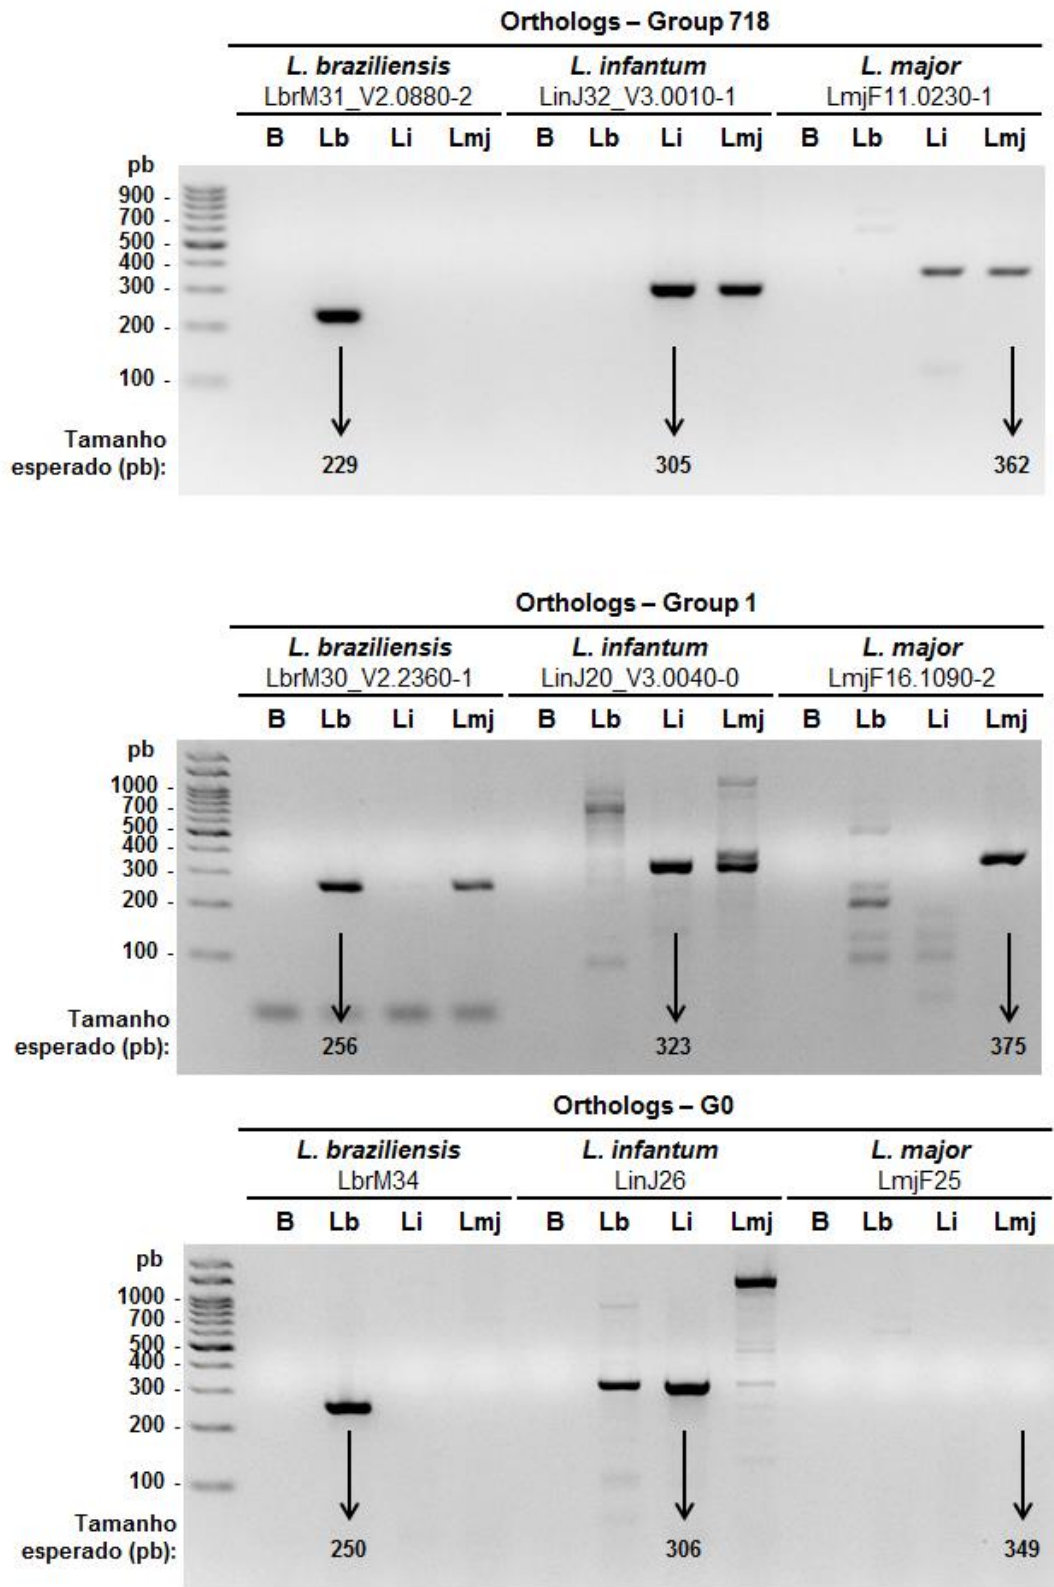 Orthologs – Group 718
L. braziliensis L. infantum L. major
LbrM31_V2.0880-2 LinJ32_V3.0010-1 LmjF11.0230-1
B Lb Li Lmj B Lb Li Lmj B Lb Li Lmj
pb
900 -
700 -
500 -
400 -
300 -
200 -
100 -
Tamanho
esperado (pb): 229 305 362
Orthologs – Group 1
L. braziliensis L. infantum L. major
LbrM30_V2.2360-1 LinJ20_V3.0040-0 LmjF16.1090-2
B Lb Li Lmj B Lb Li Lmj B Lb Li Lmj
pb
1000 -
700 -
500 -
400 -
300 -
200 -
100 -
Tamanho
esperado (pb): 256 323 375
Orthologs – G0
L. braziliensis L. infantum L. major
LbrM34 LinJ26 LmjF25
B Lb Li Lmj B Lb Li Lmj B Lb Li Lmj
pb
1000 -
700 -
500 -
400 -
300 -
200 -
100 -
Tamanho
esperado (pb): 250 306 349